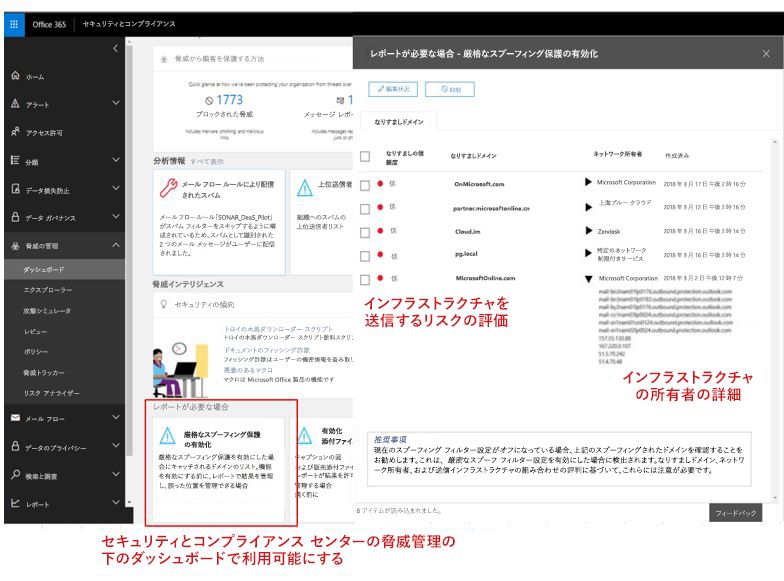 Office 365
セキュリティとコンプライアンス
ホーム
アラート
アクセス許可
分類
データ損失防止
データ ガバナンス
脅威の管理
ダッシュボード
エクスプローラー
攻撃シミュレータ
レビュー
ポリシー
脅威トラッカー
リスク アナライザー
メール フロー
データのプライバシー
検索と調査
レポート
脅威から顧客を保護する方法
Quick glance at how we've been protecting your organization from threats over
1773
ブロックされた脅威
Includes malware, phishing, and malicious
links
メッセージ レポー
Includes messages rep
junk or ph
分析情報 すべて表示
メール フロー ルールにより配信
されたスパム
メールフロールール「SONAR_DeaS_Pilot」
がスパム フィルターをスキップするように構
成されているため、スパムとして識別された
2 つのメール メッセージがユーザーに配信
されました。
上位送信者
組織へのスパムの
上位送信者リスト
脅威インテリジェンス
セキュリティの傾向
トロイの木馬ダウンローダー スクリプト
トロイの木馬ダウンローダー スクリプト飲料スクリ
ドキュメントのフィッシング詐欺
フィッシング詐欺はユーザーの機密情報を盗み取り
悪意のあるマクロ
マクロは Microsoft Office 製品の機能です
レポートが必要な場合
厳格なスプーフィング保護
の有効化
厳格なスプーフィング保護を有効にした場
合にキャッチされるドメインのリスト。機能
を有効にする前に、レポートで結果を管理
し、誤った位置を管理できる場合
有効化
添付ファイ
キャプションの図
および販売添付ファイ
レポートが結果を許
管理する場合
抜く前に
レポートが必要な場合 - 厳格なスプーフィング保護の有効化
編集状況
抑制
なりすましドメイン
なりすましの信
頼度
なりすましドメイン
ネットワーク所有者
作成済み
低
OnMicrosoft.com
Microsoft Corporation
2018 年 3 月.17 日 午後 2 時 16 分
低
partner.microsoftonline.cn
上海ブルー クラウド
2018 年 3 月 12 日 午後 2 時 16 分
低
Cloud.im
Zendesk
2018 年 3 月 16 日 午後 2 時 14 分
低
pg.local
特定のネットワーク
制限付きサービス
2018 年 3 月 16 日 午後 2 時 14 分
低
MicrosoftOnline.com
Microsoft Corporation
2018 年 3 月 2 日 午後 12 時 7 分
157.55.130.88
167.220.0.107
51.5.70.242
51.4.70.48
インフラストラクチャを
送信するリスクの評価
インフラストラクチャ
の所有者の詳細
推奨事項
現在のスプーフィング フィルター設定がオフになっている場合、上記のスプーフィングされたドメインを確認することを
お勧めします。これは、厳密なスプーフ フィルター設定を有効にした場合に検出されます。なりすましドメイン、ネットワ
ーク所有者、および送信インフラストラクチャの組み合わせの評判に基づいて、これらには
注意が必要です。
8 アイテムが読み込まれました。
フィードバック
セキュリティとコンプライアンス センターの脅威管理の
下のダッシュボードで利用可能にする